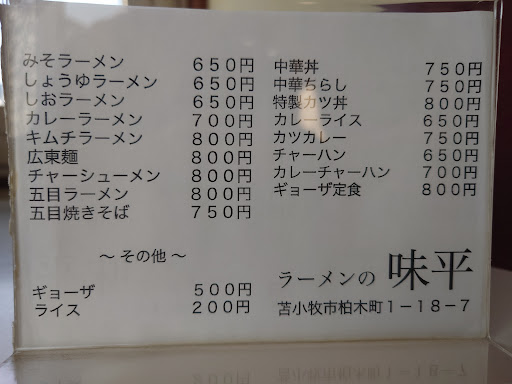 みそラーメン ６５０円
しょうゆラーメン ６５０円
しおラーメン ６５０円
カレーラーメン ７００円
キムチラーメン ８００円
広東麺 ８００円
チャーシューメン ８００円
五目ラーメン ８００円
五目焼きそば ７５０円
～ その他 ～
ギョーザ ５００円
ライス ２００円
中華丼 ７５０円
中華ちらし ７５０円
特製カツ丼 ８００円
カレーライス ６５０円
カツカレー ７５０円
チャーハン ６５０円
カレーチャーハン ７００円
ギョーザ定食 ８００円
ラーメンの 味平
苫小牧市柏木町１－１８－７